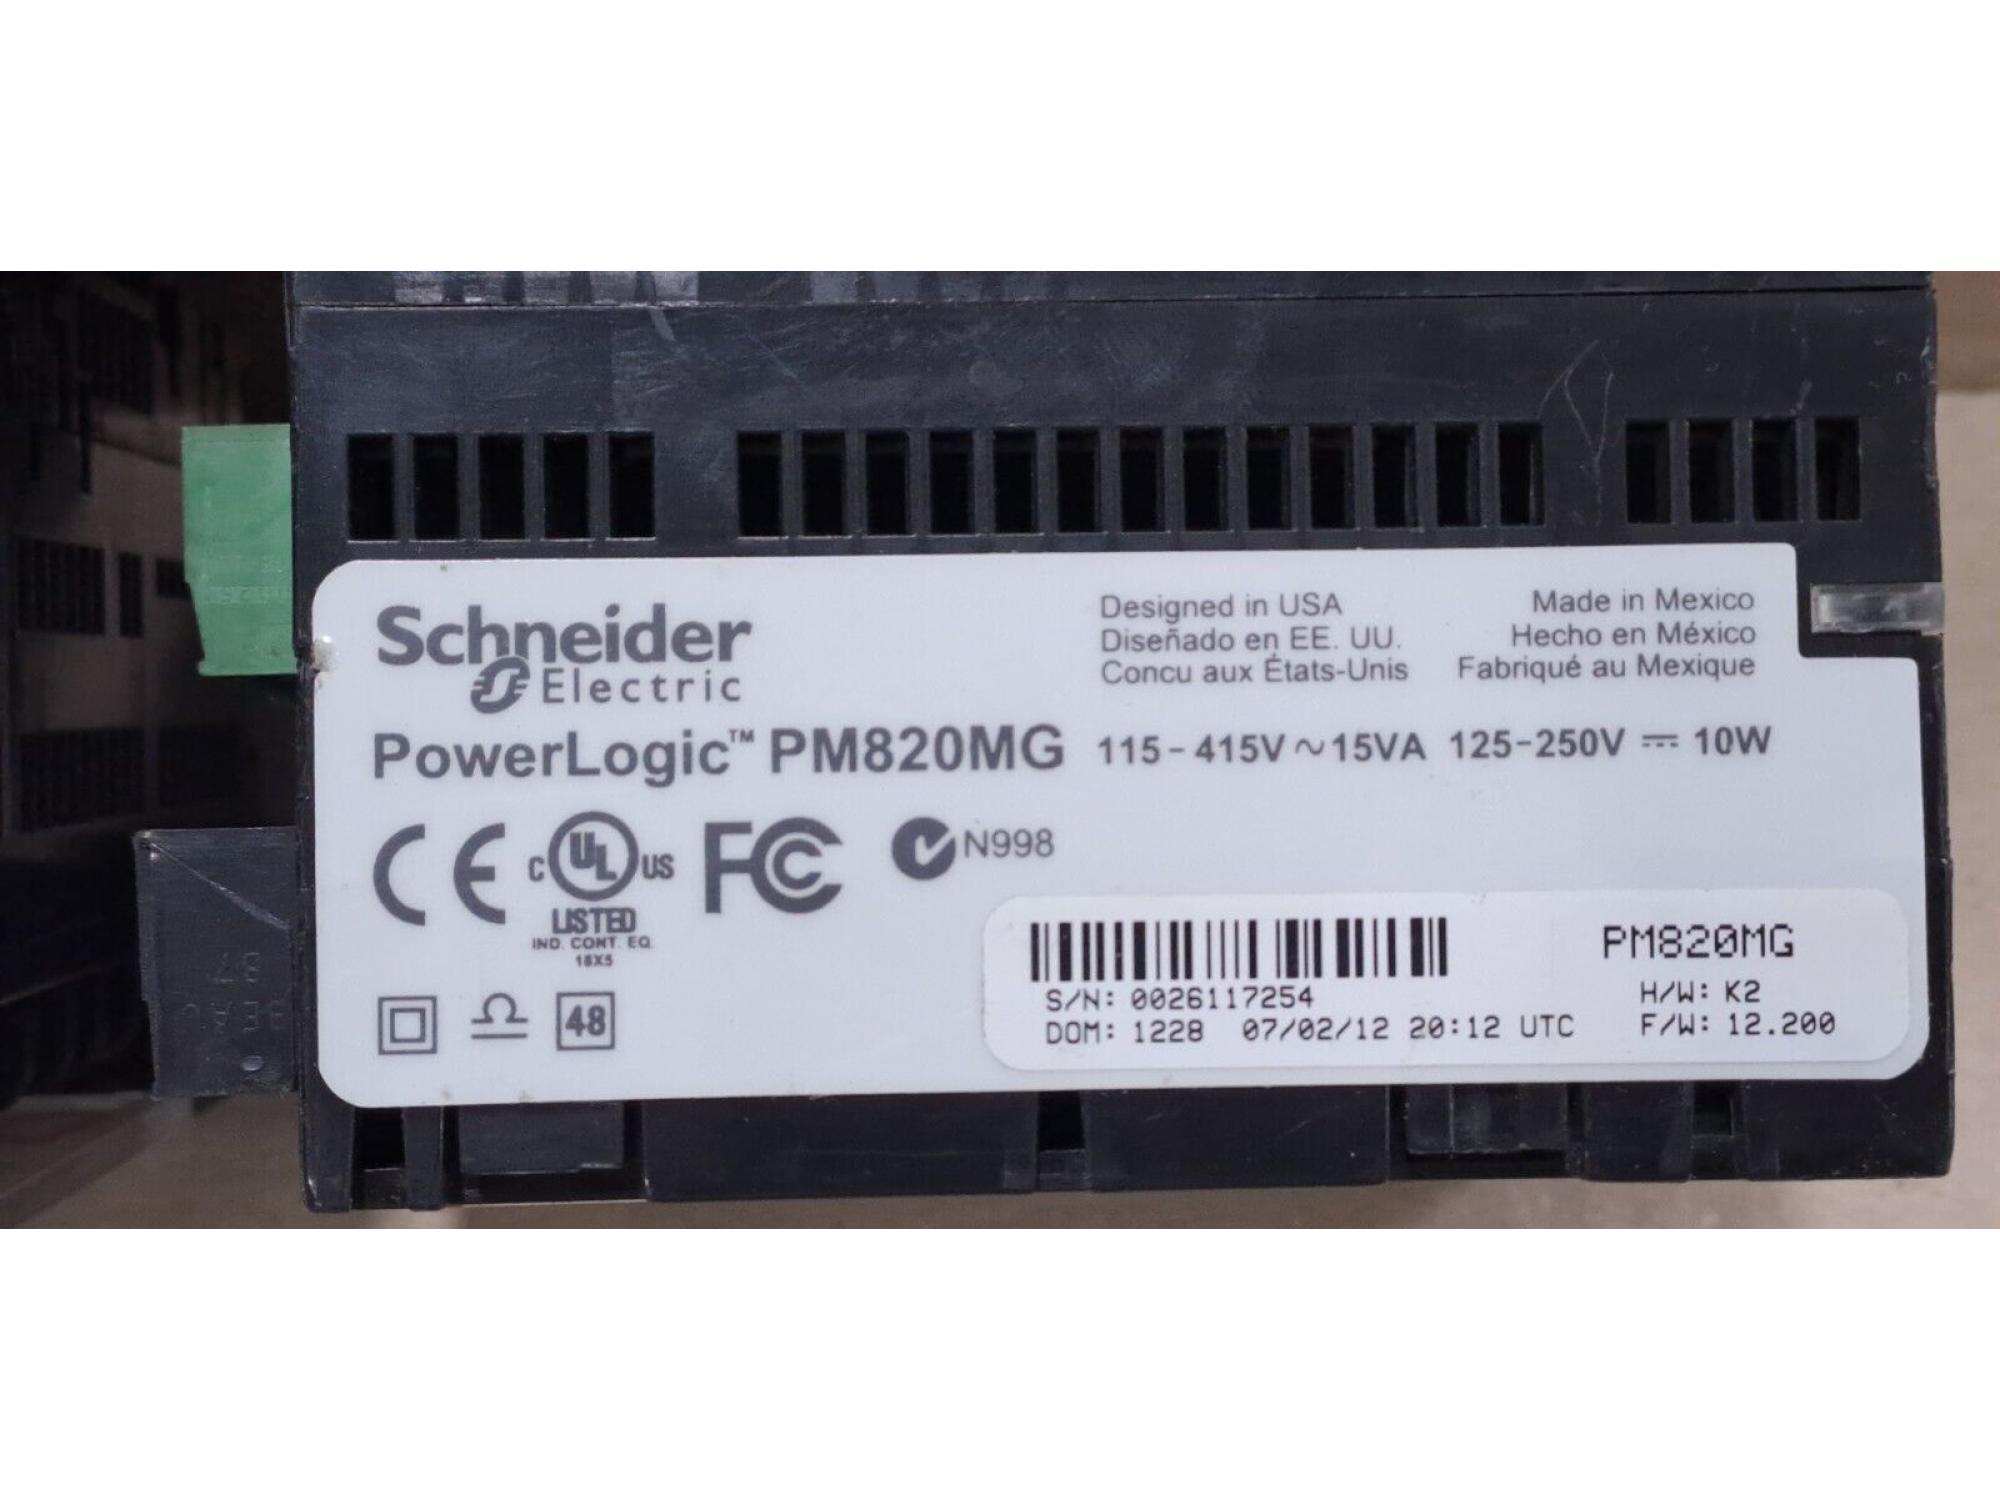 Schneider
Electric
Designed in USA
Diseñado en EE. UU.
Concu aux États-Unis
Made in Mexico
Hecho en México
Fabriqué au Mexique
PowerLogic™ PM820MG 115-415V ~ 15VA 125-250V ⎓ 10W
CE
C UL US
LISTED
IND. CONT. EQ.
18X5
FC
N998
48
PM820MG
S/N: 0026117254
H/W: K2
DOM: 1228 07/02/12 20:12 UTC
F/W: 12.200